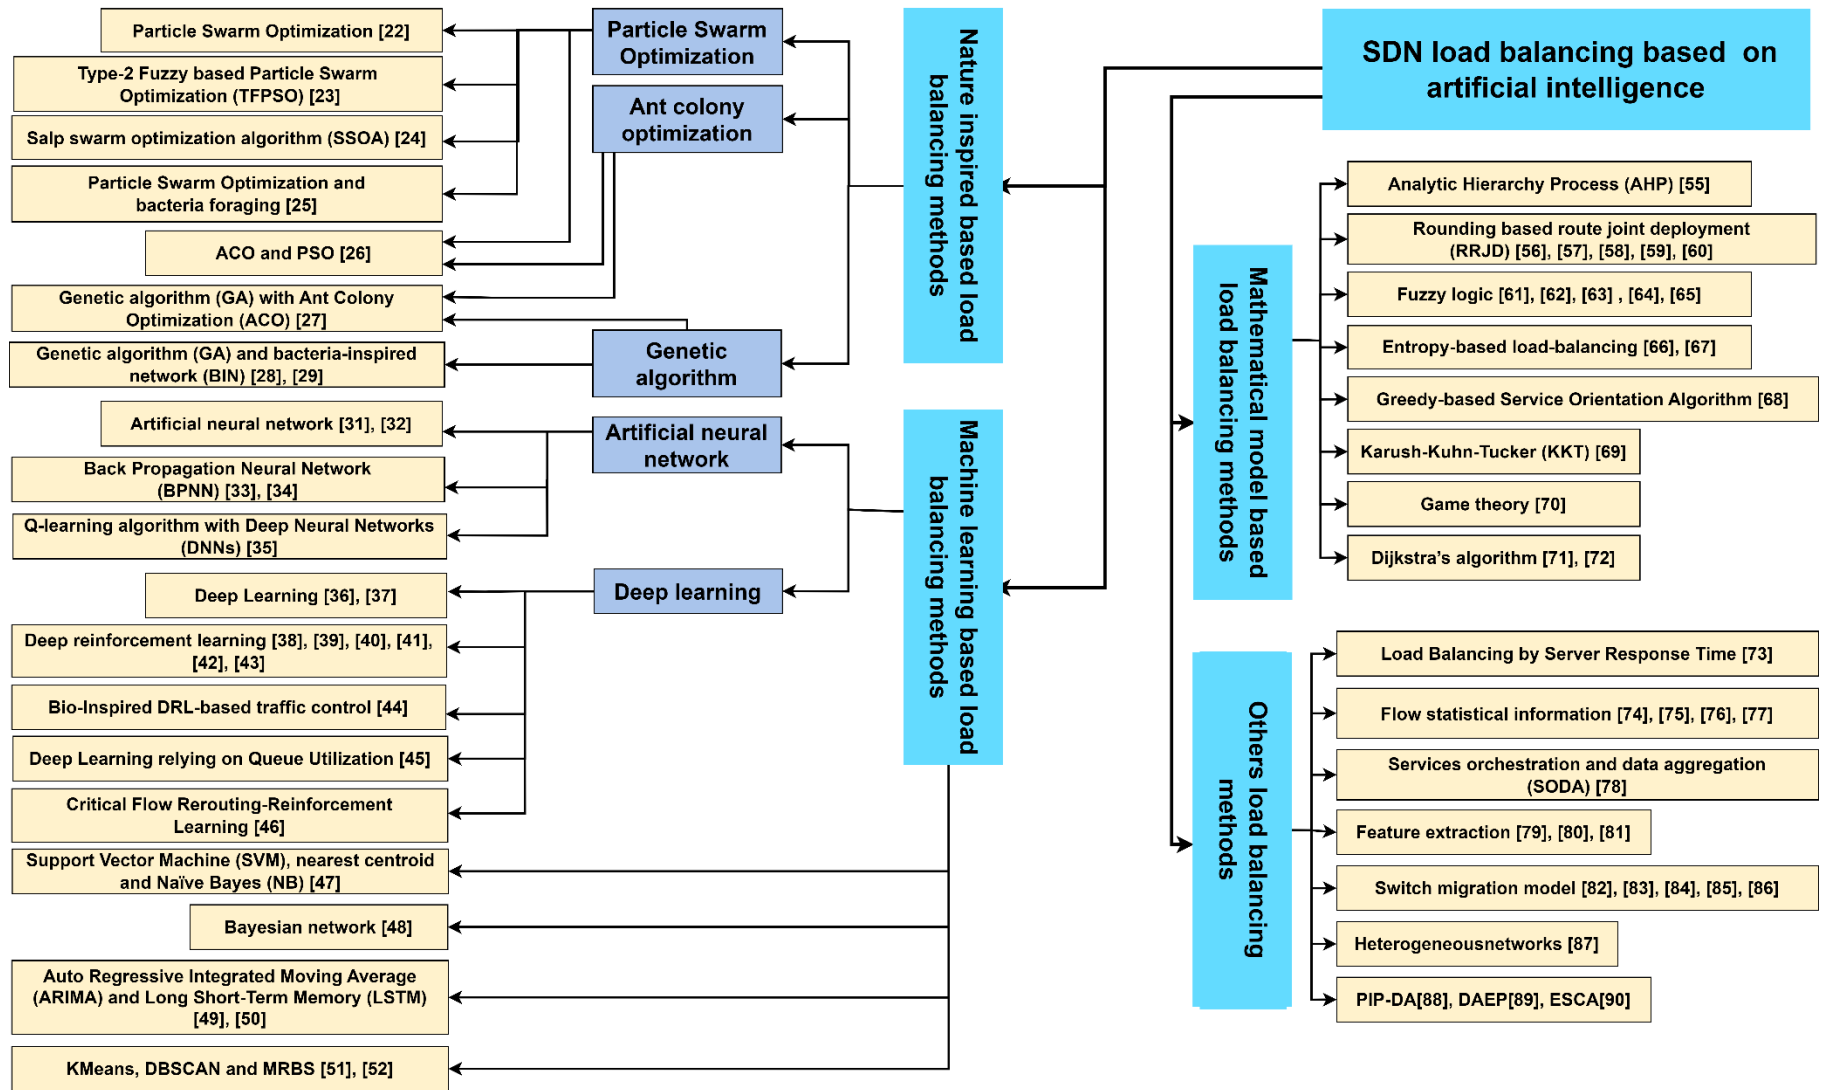 SDN load balancing based on
artificial intelligence
Nature inspired based load
balancing methods
Particle Swarm
Optimization
Ant colony
optimization
Genetic
algorithm
Particle Swarm Optimization [22]
Type-2 Fuzzy based Particle Swarm
Optimization (TFPSO) [23]
Salp swarm optimization algorithm (SSOA) [24]
Particle Swarm Optimization and
bacteria foraging [25]
ACO and PSO [26]
Genetic algorithm (GA) with Ant Colony
Optimization (ACO) [27]
Genetic algorithm (GA) and bacteria-inspired
network (BIN) [28], [29]
Machine learning based load
balancing methods
Artificial neural
network
Deep learning
Artificial neural network [31], [32]
Back Propagation Neural Network
(BPNN) [33], [34]
Q-learning algorithm with Deep Neural Networks
(DNNs) [35]
Deep Learning [36], [37]
Deep reinforcement learning [38], [39], [40], [41],
[42], [43]
Bio-Inspired DRL-based traffic control [44]
Deep Learning relying on Queue Utilization [45]
Critical Flow Rerouting-Reinforcement
Learning [46]
Support Vector Machine (SVM), nearest centroid
and Naïve Bayes (NB) [47]
Bayesian network [48]
Auto Regressive Integrated Moving Average
(ARIMA) and Long Short-Term Memory (LSTM)
[49], [50]
KMeans, DBSCAN and MRBS [51], [52]
Mathematical model based
load balancing methods
Analytic Hierarchy Process (AHP) [55]
Rounding based route joint deployment
(RRJD) [56], [57], [58], [59], [60]
Fuzzy logic [61], [62], [63] , [64], [65]
Entropy-based load-balancing [66], [67]
Greedy-based Service Orientation Algorithm [68]
Karush-Kuhn-Tucker (KKT) [69]
Game theory [70]
Dijkstra's algorithm [71], [72]
Others load balancing
methods
Load Balancing by Server Response Time [73]
Flow statistical information [74], [75], [76], [77]
Services orchestration and data aggregation
(SODA) [78]
Feature extraction [79], [80], [81]
Switch migration model [82], [83], [84], [85], [86]
Heterogeneousnetworks [87]
PIP-DA[88], DAEP[89], ESCA[90]